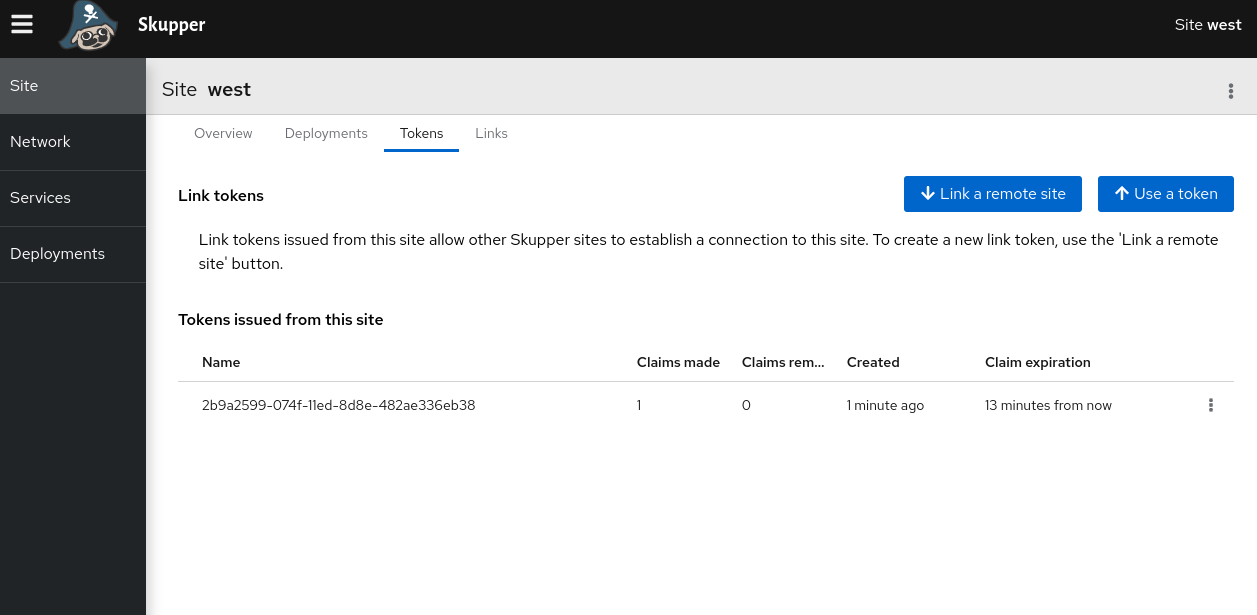 Skupper
Site west
Site
Network
Services
Deployments
Site west
Overview Deployments Tokens Links
Link tokens
Link a remote site
Use a token
Link tokens issued from this site allow other Skupper sites to establish a connection to this site. To create a new link token, use the 'Link a remote
site' button.
Tokens issued from this site
Name Claims made Claims rem... Created Claim expiration
2b9a2599-074f-11ed-8d8e-482ae336eb38 1 0 1 minute ago 13 minutes from now